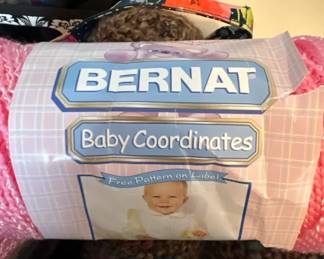 BERNAT
Baby Coordinates
Free Pattern on Label